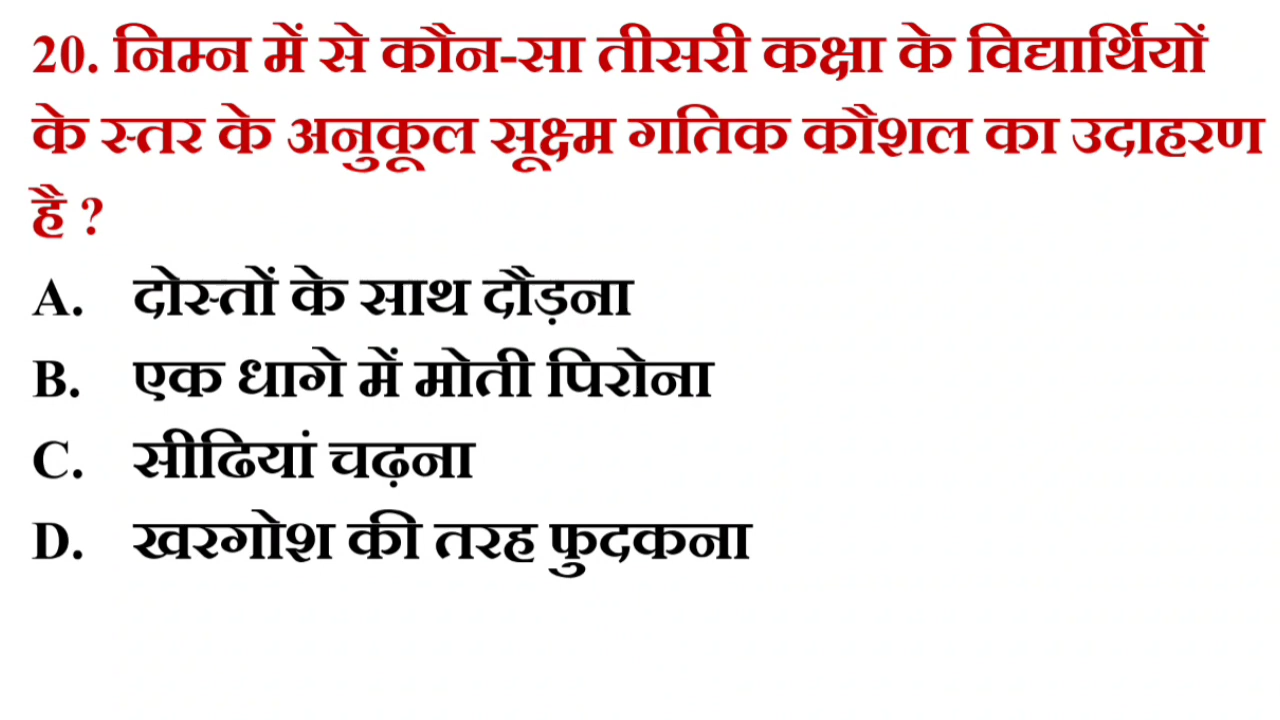 20. निम्न में से कौन-सा तीसरी कक्षा के विद्यार्थियों
के स्तर के अनुकूल सूक्ष्म गतिक कौशल का उदाहरण
है ?
A. दोस्तों के साथ दौड़ना
B. एक धागे में मोती पिरोना
C. सीढियां चढ़ना
D. खरगोश की तरह फुदकना